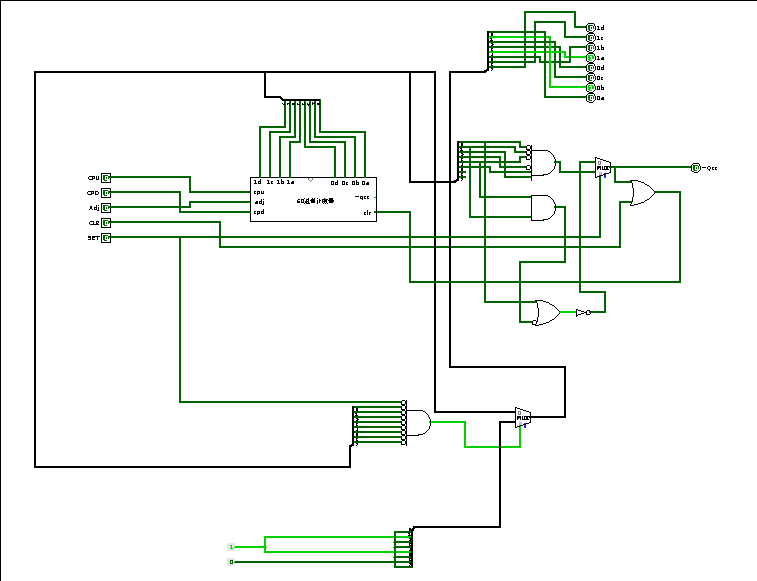 1d
1c
1b
1a
0d
0c
0b
0a
1d 1c 1b 1a 0d 0c 0b 0a
CPU
CPD
Adj
CLR
SET
cpu
adj
cpd
~qcc
clr
MUX
~Qcc
MUX
1
0